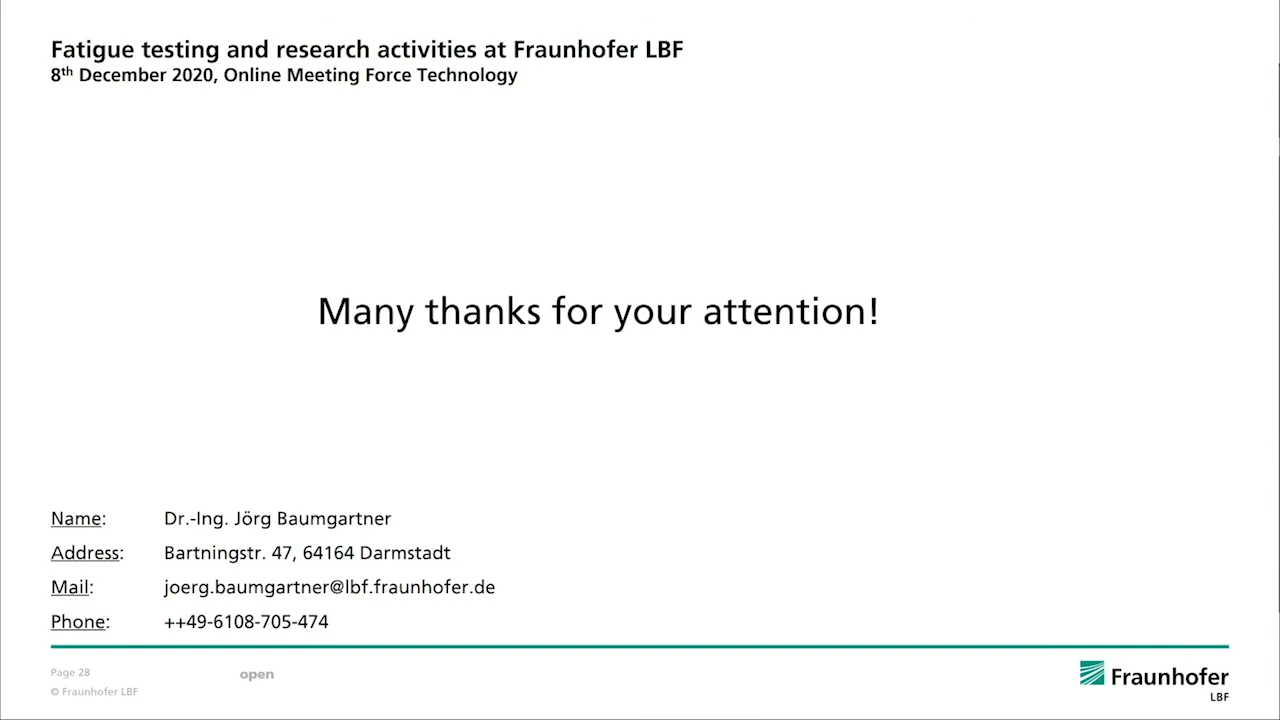 Fatigue testing and research activities at Fraunhofer LBF
8th December 2020, Online Meeting Force Technology
Many thanks for your attention!
Name: Dr.-Ing. Jörg Baumgartner
Address: Bartningstr. 47, 64164 Darmstadt
Mail: joerg.baumgartner@lbf.fraunhofer.de
Phone: ++49-6108-705-474
Page 28
open
© Fraunhofer LBF
Fraunhofer
LBF